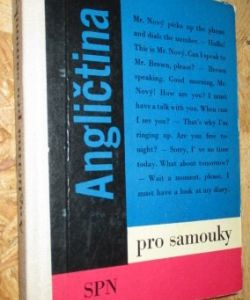 Angličtina pro samouky
Angličtina
Mr. Nový picks up the phone
and dials the number. — Hallo!
This is Mr. Nový. Can I speak to
Mr. Brown, please? — Brown
speaking. Good morning, Mr.
Nový! How are you? I must
have a talk with you. When can
I see you? — That's why I'm
ringing up. Are you free to-
night? — Sorry, I've no time
today. What about tomorrow?
— Wait a moment, please, I
must have a look at my diary.
pro samouky
SPN